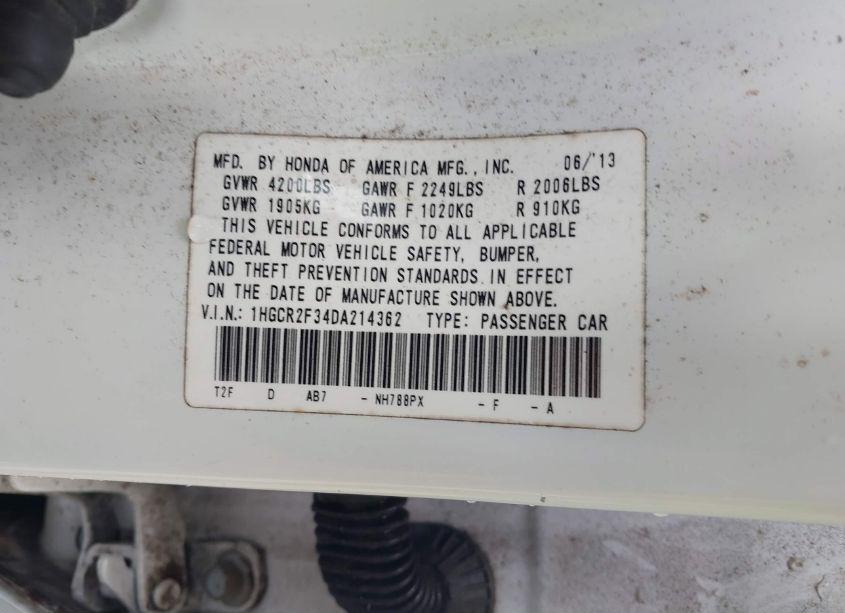 MFD. BY HONDA OF AMERICA MFG., INC. 06/'13
GVWR 4200LBS GAWR F 2249LBS R 2006LBS
GVWR 1905KG GAWR F 1020KG R 910KG
THIS VEHICLE CONFORMS TO ALL APPLICABLE
FEDERAL MOTOR VEHICLE SAFETY, BUMPER,
AND THEFT PREVENTION STANDARDS IN EFFECT
ON THE DATE OF MANUFACTURE SHOWN ABOVE.
V.I.N.: 1HGCR2F34DA214362 TYPE: PASSENGER CAR
T2F D AB7 - NH788PX - F - A